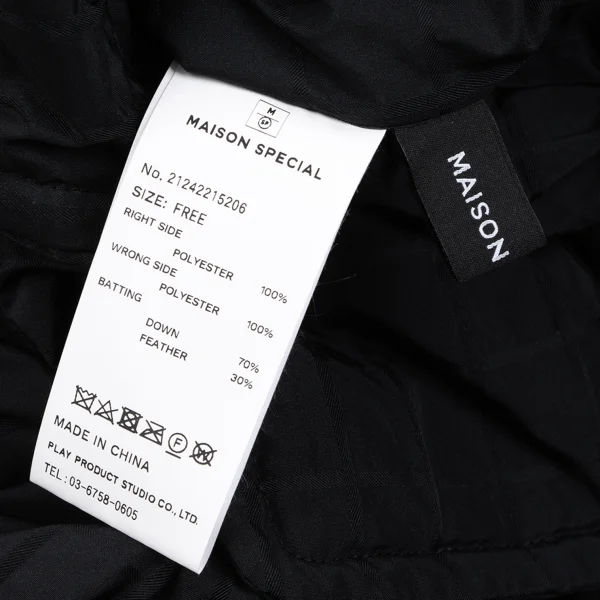 M
SP
MAISON SPECIAL
No. 21242215206
SIZE: FREE
RIGHT SIDE
POLYESTER 100%
WRONG SIDE
POLYESTER 100%
BATTING
DOWN 70%
FEATHER 30%
F
W
MADE IN CHINA
PLAY PRODUCT STUDIO CO., LTD.
TEL: 03-6758-0605
MAISON